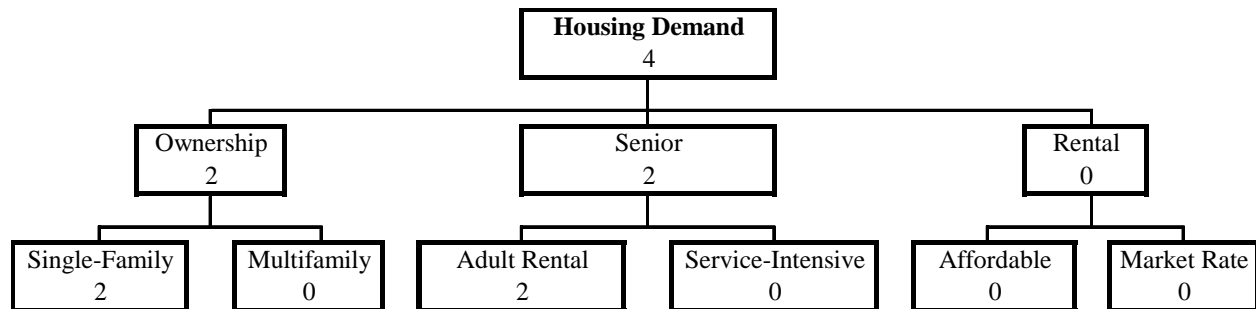 Housing Demand
4
Ownership
2
Senior
2
Rental
0
Single-Family
2
Multifamily
0
Adult Rental
2
Service-Intensive
0
Affordable
0
Market Rate
0